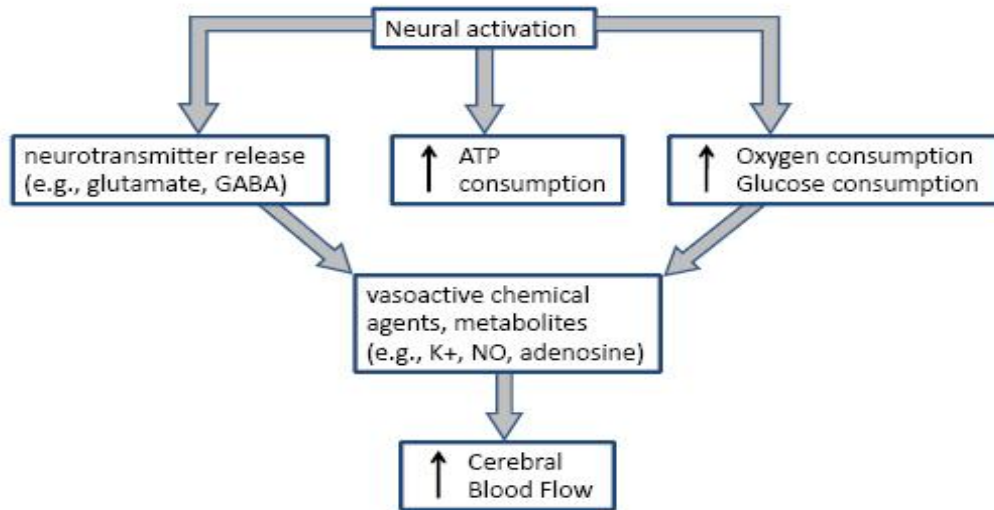 Neural activation
neurotransmitter release
(e.g., glutamate, GABA)
↑ ATP
consumption
↑ Oxygen consumption
Glucose consumption
vasoactive chemical
agents, metabolites
(e.g., K+, NO, adenosine)
↑ Cerebral
Blood Flow